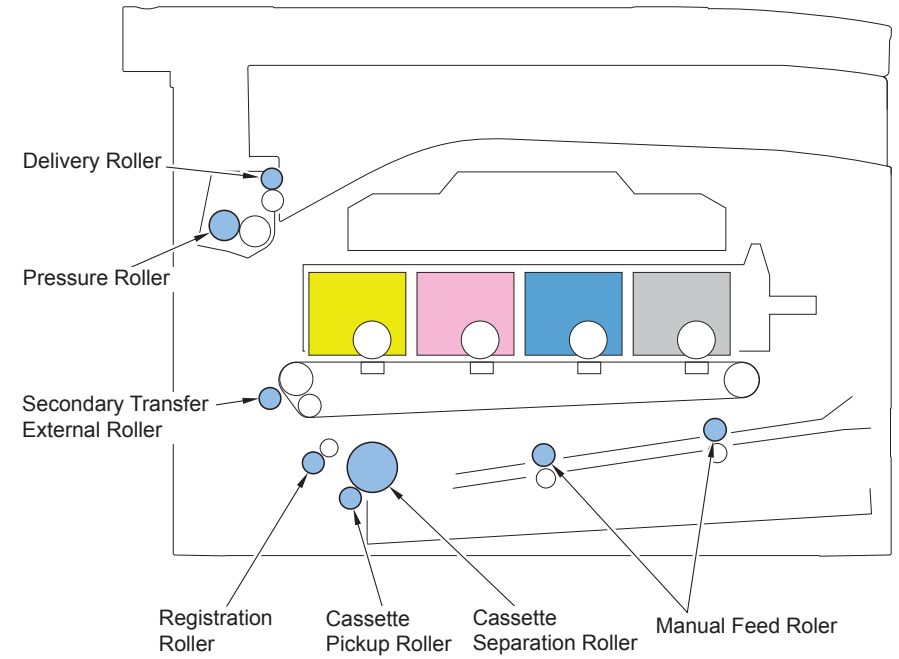 Delivery Roller
Pressure Roller
Secondary Transfer
External Roller
Registration
Roller
Cassette
Pickup Roller
Cassette
Separation Roller
Manual Feed Roler